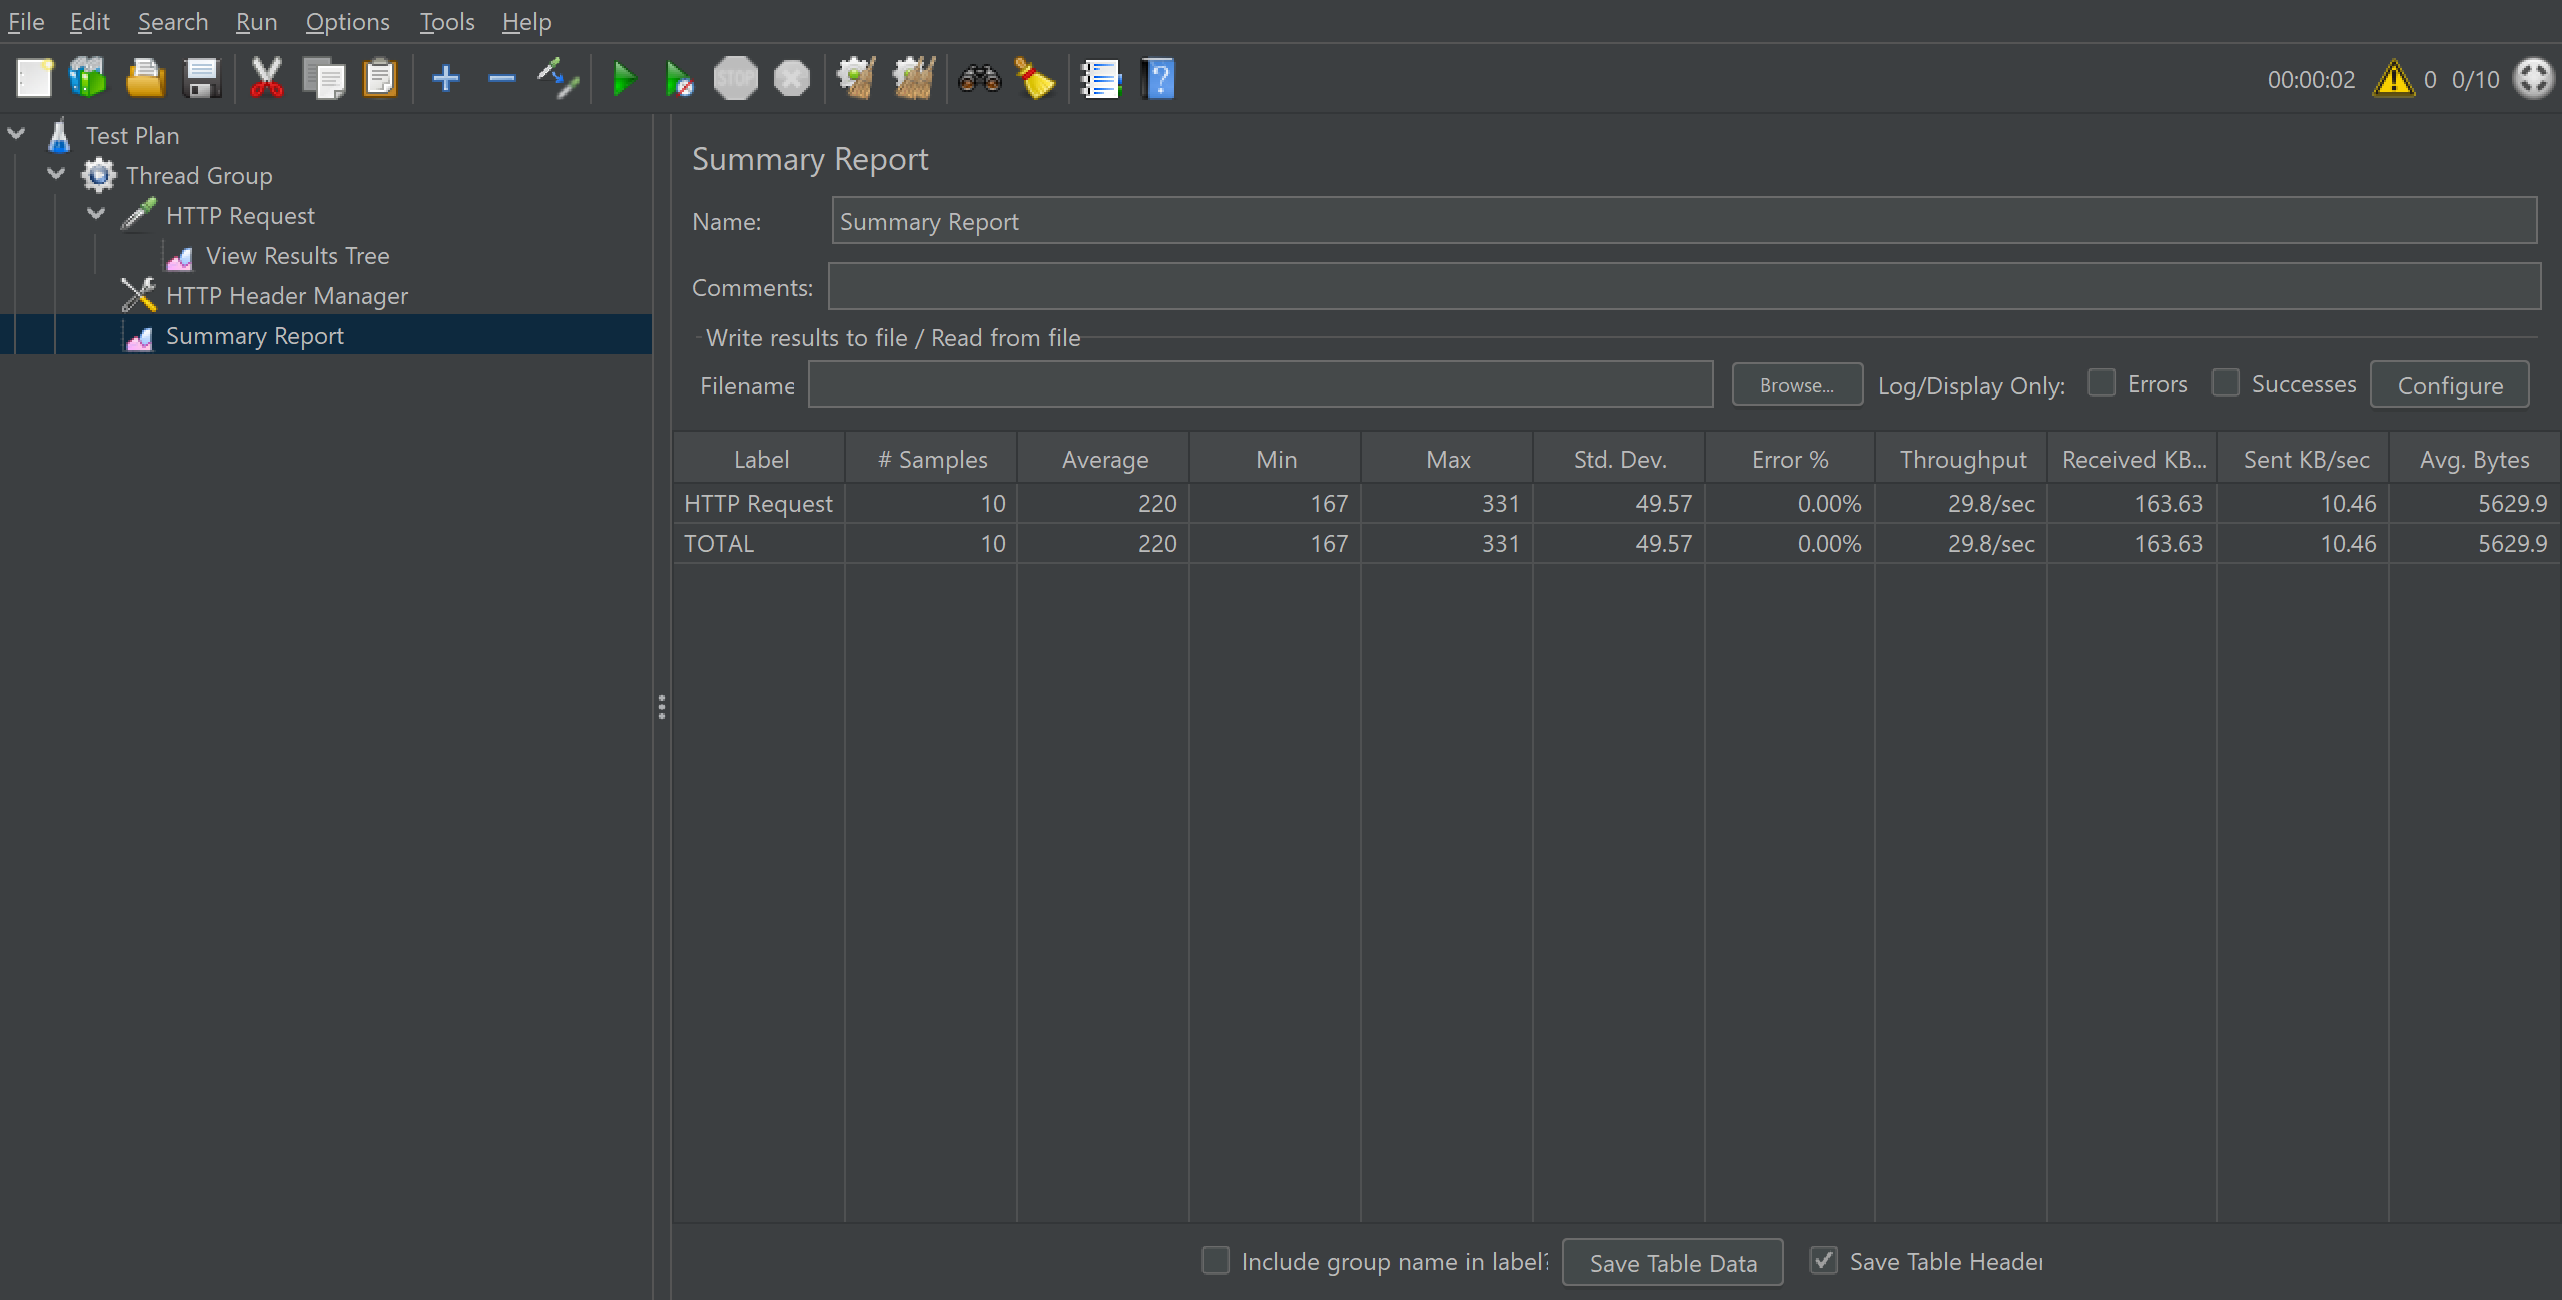 File Edit Search Run Options Tools Help
STOP ? 00:00:02 0 0/10
Test Plan
Thread Group
HTTP Request
View Results Tree
HTTP Header Manager
Summary Report
Summary Report
Name: Summary Report
Comments:
Write results to file / Read from file
Filename Browse... Log/Display Only: Errors Successes Configure
Label # Samples Average Min Max Std. Dev. Error % Throughput Received KB... Sent KB/sec Avg. Bytes
HTTP Request 10 220 167 331 49.57 0.00% 29.8/sec 163.63 10.46 5629.9
TOTAL 10 220 167 331 49.57 0.00% 29.8/sec 163.63 10.46 5629.9
Include group name in label? Save Table Data Save Table Header